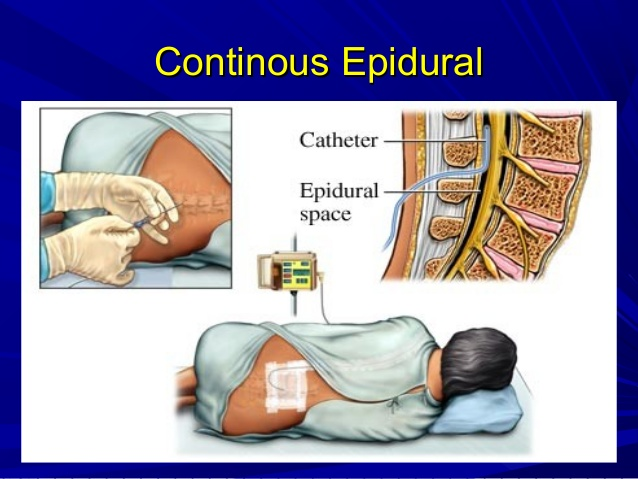 Continous Epidural
Catheter
Epidural
space